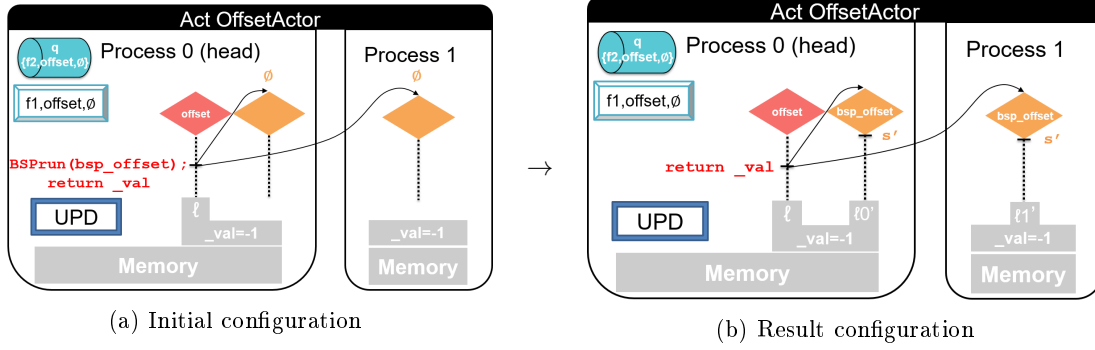 Act OffsetActor
q
{f2,offset,∅}
Process 0 (head)
Process 1
f1,offset,∅
∅
∅
offset
BSPrun(bsp_offset);
return _val
UPD
ℓ
_val=-1
_val=-1
Memory
Memory
(a) Initial configuration
→
Act OffsetActor
q
{f2,offset,∅}
Process 0 (head)
Process 1
f1,offset,∅
offset
bsp_offset
bsp_offset
s′
s′
return _val
UPD
ℓ
ℓ0'
ℓ1'
_val=-1
_val=-1
Memory
Memory
(b) Result configuration